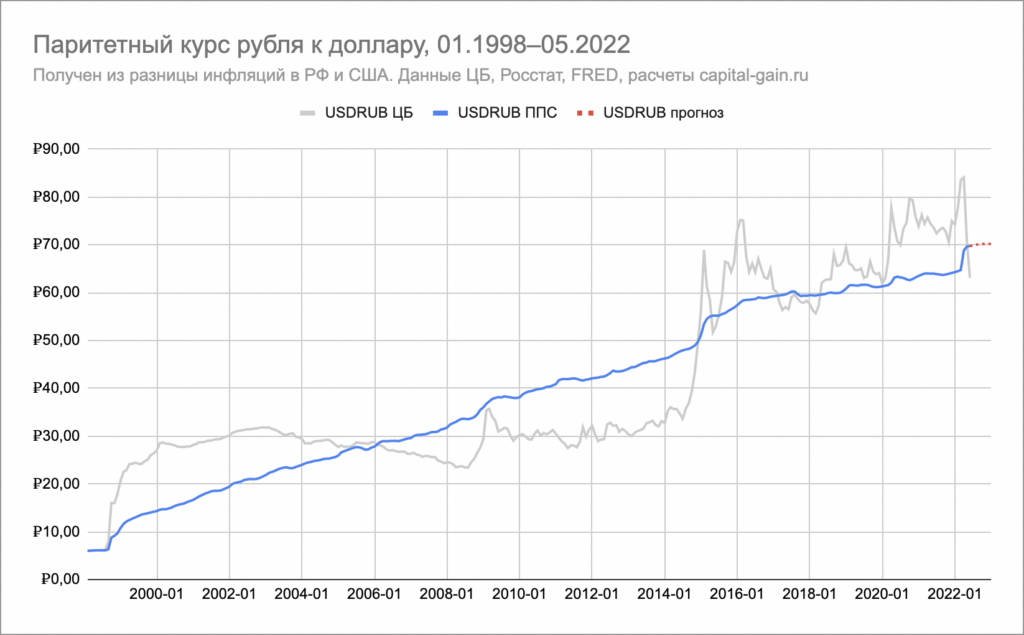 Паритетный курс рубля к доллару, 01.1998–05.2022
Получен из разницы инфляций в РФ и США. Данные ЦБ, Росстат, FRED, расчеты capital-gain.ru
USDRUB ЦБ USDRUB ППС USDRUB прогноз
₽90,00
₽80,00
₽70,00
₽60,00
₽50,00
₽40,00
₽30,00
₽20,00
₽10,00
₽0,00
2000-01 2002-01 2004-01 2006-01 2008-01 2010-01 2012-01 2014-01 2016-01 2018-01 2020-01 2022-01